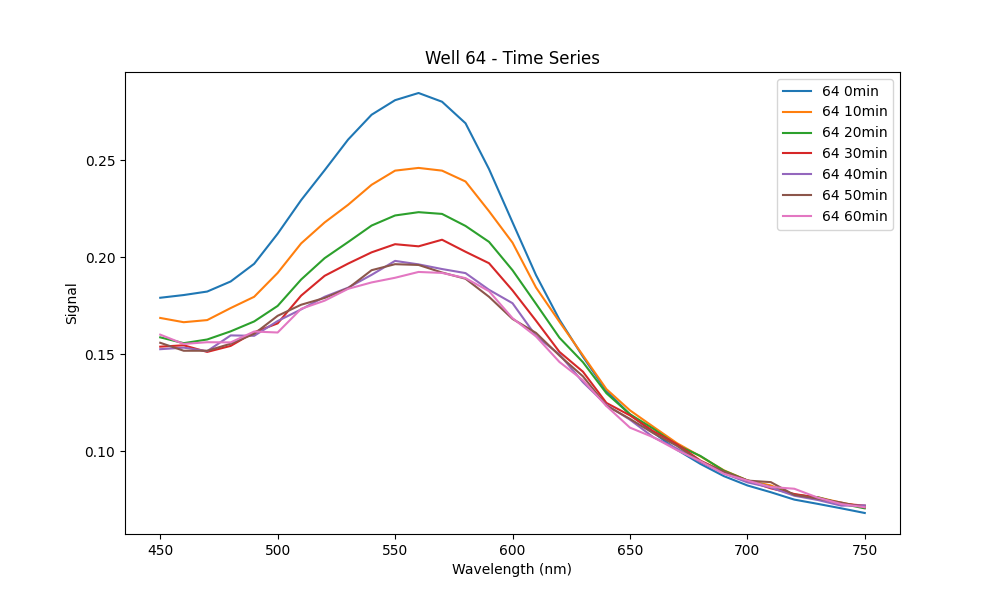 Well 64 - Time Series
64 0min
64 10min
64 20min
64 30min
64 40min
64 50min
64 60min
Signal
0.25
0.20
0.15
0.10
450 500 550 600 650 700 750
Wavelength (nm)